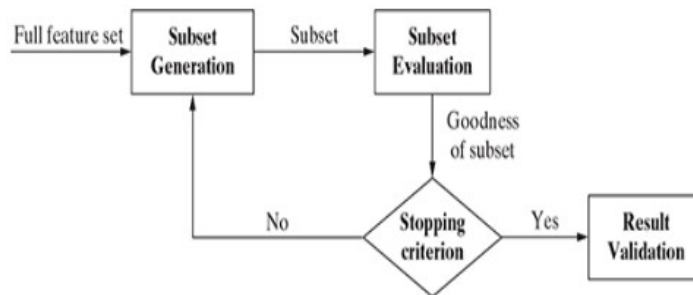 Full feature set
Subset
Generation
Subset
Subset
Evaluation
Goodness
of subset
No
Stopping
criterion
Yes
Result
Validation